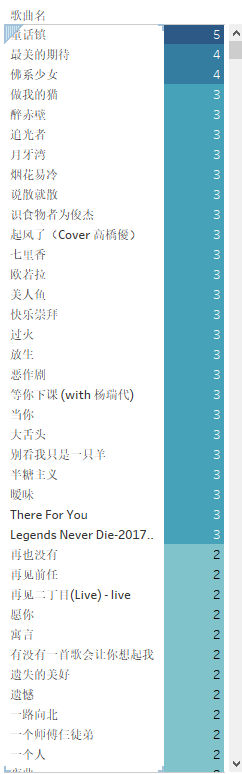 歌曲名
童话镇 5
最美的期待 4
佛系少女 4
做我的猫 3
醉赤壁 3
追光者 3
月牙湾 3
烟花易冷 3
说散就散 3
识食物者为俊杰 3
起风了（Cover 高橋優） 3
七里香 3
欧若拉 3
美人鱼 3
快乐崇拜 3
过火 3
放生 3
恶作剧 3
等你下课 (with 杨瑞代) 3
当你 3
大舌头 3
别看我只是一只羊 3
半糖主义 3
暧昧 3
There For You 3
Legends Never Die-2017.. 3
再也没有 2
再见前任 2
再见二丁目(Live) - live 2
愿你 2
寓言 2
有没有一首歌会让你想起我 2
遗失的美好 2
遗憾 2
一路向北 2
一个师傅仨徒弟 2
一个人 2
2